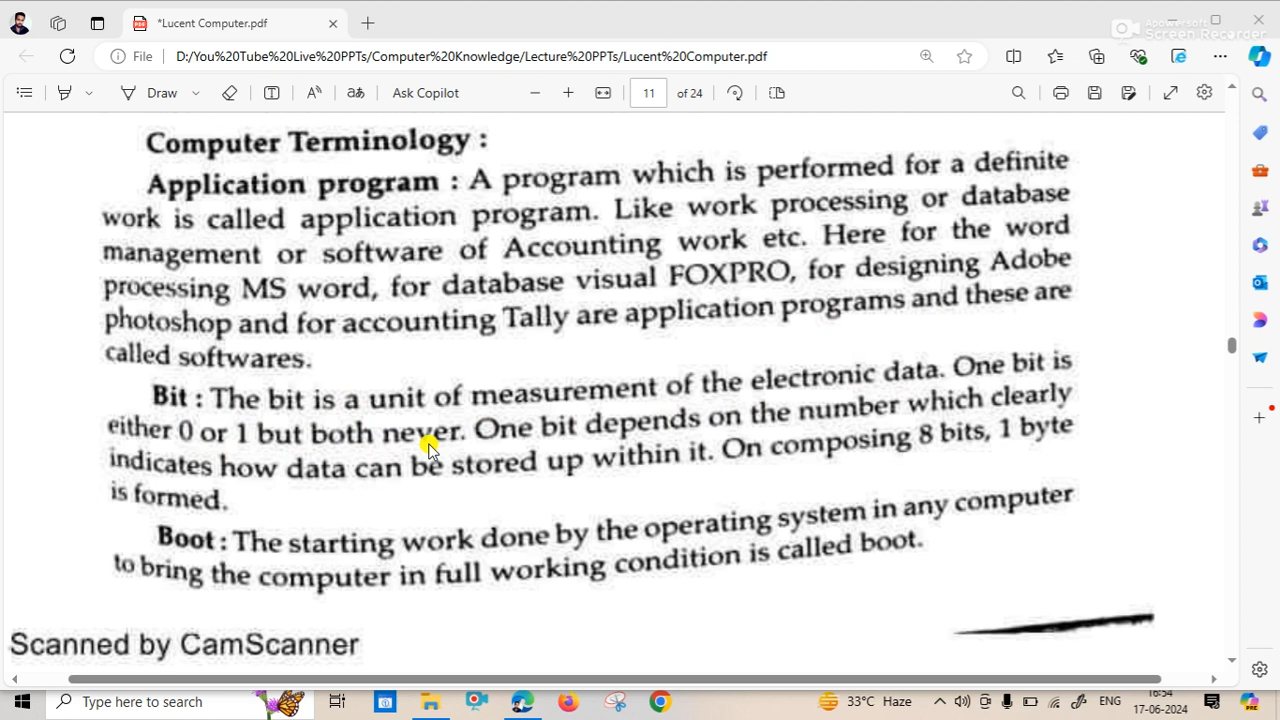 *Lucent Computer.pdf
Apowersoft
Screen Recorder
File D:/You%20Tube%20Live%20PPTs/Computer%20Knowledge/Lecture%20PPTs/Lucent%20Computer.pdf
Draw aあ Ask Copilot 11 of 24
Computer Terminology :
Application program : A program which is performed for a definite
work is called application program. Like work processing or database
management or software of Accounting work etc. Here for the word
processing MS word, for database visual FOXPRO, for designing Adobe
photoshop and for accounting Tally are application programs and these are
called softwares.
Bit : The bit is a unit of measurement of the electronic data. One bit is
either 0 or 1 but both never. One bit depends on the number which clearly
indicates how data can be stored up within it. On composing 8 bits, 1 byte
is formed.
Boot : The starting work done by the operating system in any computer
to bring the computer in full working condition is called boot.
Scanned by CamScanner
Type here to search
33°C Haze
ENG
16:54
17-06-2024